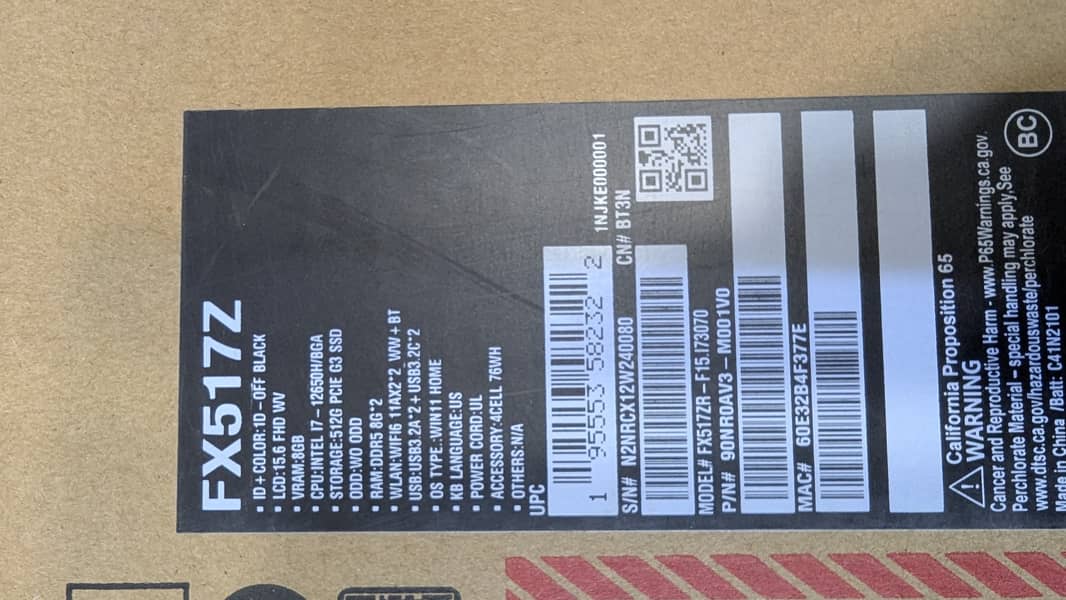 FX517Z
▪ ID+COLOR:1D-OFF BLACK
▪ LCD:15.6 FHD WV
▪ VRAM:8GB
▪ CPU:INTEL I7-12650H/BGA
▪ STORAGE:512G PCIE G3 SSD
▪ ODD:WO ODD
▪ RAM:DDR5 8G*2
▪ WLAN:WIFI6 11AX2*2_WW+BT
▪ USB:USB3.2A*2+USB3.2C*2
▪ OS TYPE.:WIN11 HOME
▪ KB LANGUAGE:US
▪ POWER CORD:UL
▪ ACCESSORY:4CELL 76WH
▪ OTHERS:N/A
UPC
1 95553 58232 2
1NJKE000001
S/N# N2NRCX12W240080 CN# BT3N
MODEL# FX517ZR-F15.I73070
P/N# 90NR0AV3-M001V0
MAC# 60E32B4F377E
California Proposition 65
WARNING
Cancer and Reproductive Harm - www.P65Warnings.ca.gov.
Perchlorate Material - special handling may apply,See
www.dtsc.ca.gov/hazardouswaste/perchlorate
Made in China /Batt: C41N2101
BC